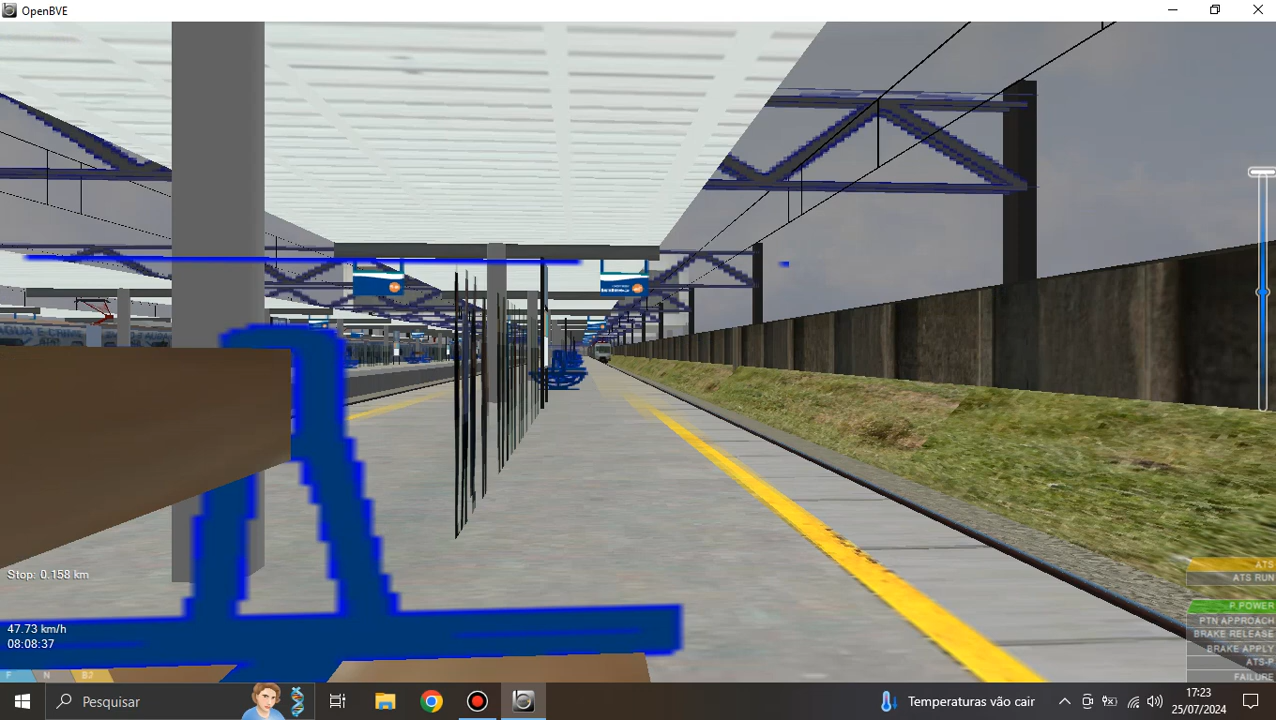 OpenBVE
Stop: 0.158 km
47.73 km/h
08:08:37
F N B2
ATS
ATS RUN
P POWER
PTN APPROACH
BRAKE RELEASE
BRAKE APPLY
ATS-P
FAILURE
Pesquisar
Temperaturas vão cair
17:23
25/07/2024